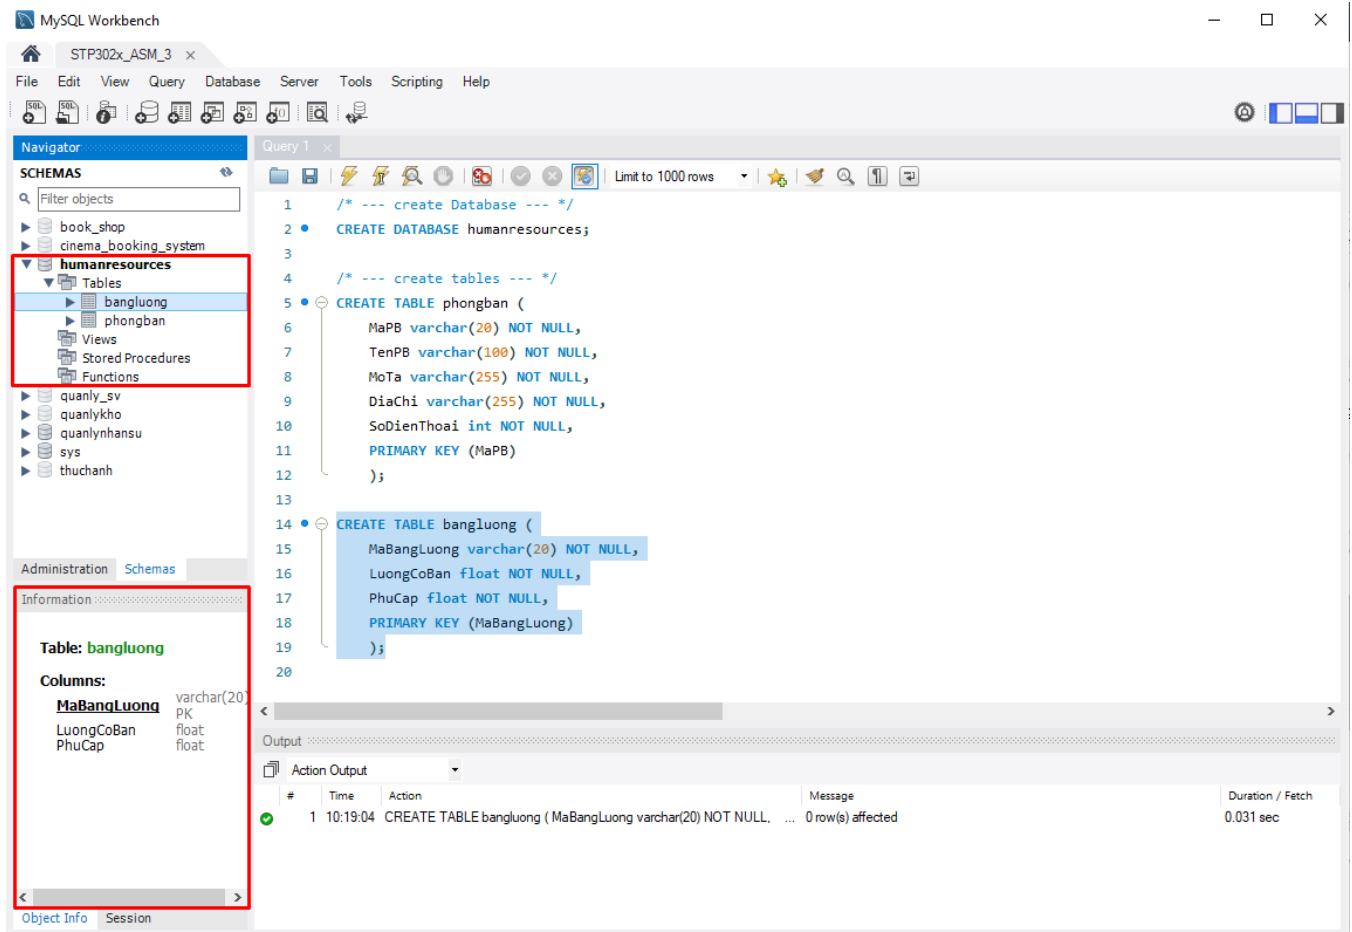 MySQL Workbench
STP302x_ASM_3 ×
File Edit View Query Database Server Tools Scripting Help
Navigator
SCHEMAS
Filter objects
book_shop
cinema_booking_system
humanresources
Tables
bangluong
phongban
Views
Stored Procedures
Functions
quanly_sv
quanlykho
quanlynhansu
sys
thuchanh
Administration Schemas
Information
Table: bangluong
Columns:
MaBangLuong varchar(20) PK
LuongCoBan float
PhuCap float
Object Info Session
Query 1 ×
Limit to 1000 rows
1 /* --- create Database --- */
2 CREATE DATABASE humanresources;
3
4 /* --- create tables --- */
5 CREATE TABLE phongban (
6 MaPB varchar(20) NOT NULL,
7 TenPB varchar(100) NOT NULL,
8 MoTa varchar(255) NOT NULL,
9 DiaChi varchar(255) NOT NULL,
10 SoDienThoai int NOT NULL,
11 PRIMARY KEY (MaPB)
12 );
13
14 CREATE TABLE bangluong (
15 MaBangLuong varchar(20) NOT NULL,
16 LuongCoBan float NOT NULL,
17 PhuCap float NOT NULL,
18 PRIMARY KEY (MaBangLuong)
19 );
20
Output
Action Output
# Time Action Message Duration / Fetch
1 10:19:04 CREATE TABLE bangluong ( MaBangLuong varchar(20) NOT NULL, ... 0 row(s) affected 0.031 sec